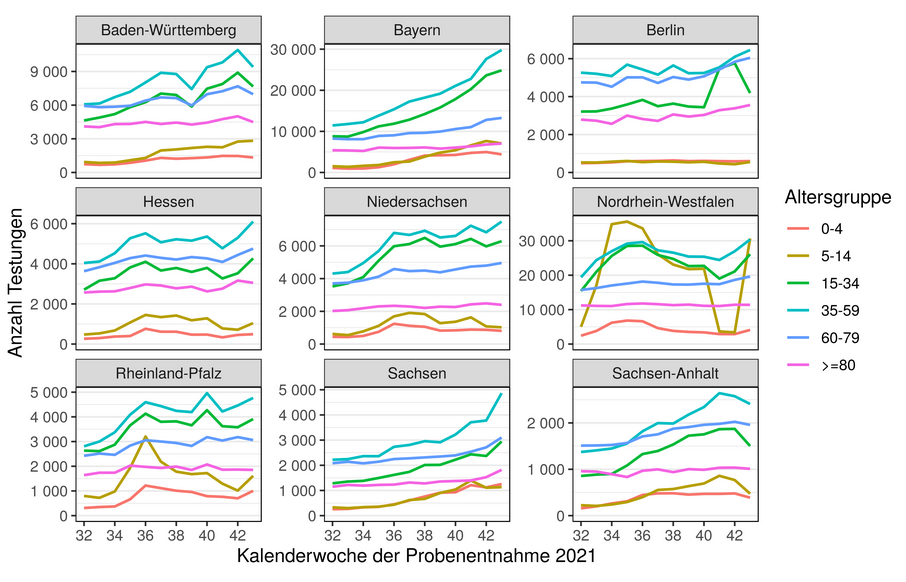 Baden-Württemberg Bayern Berlin
9 000 30 000 6 000
6 000 20 000 4 000
3 000 10 000 2 000
0 0 0
Hessen Niedersachsen Nordrhein-Westfalen
6 000 6 000 30 000
4 000 4 000 20 000
2 000 2 000 10 000
0 0 0
Rheinland-Pfalz Sachsen Sachsen-Anhalt
5 000 5 000 2 000
4 000 4 000 1 000
3 000 3 000 0
2 000 2 000
1 000 1 000
0 0
32 34 36 38 40 42 32 34 36 38 40 42 32 34 36 38 40 42
Kalenderwoche der Probenentnahme 2021
Anzahl Testungen
Altersgruppe
0-4
5-14
15-34
35-59
60-79
>=80